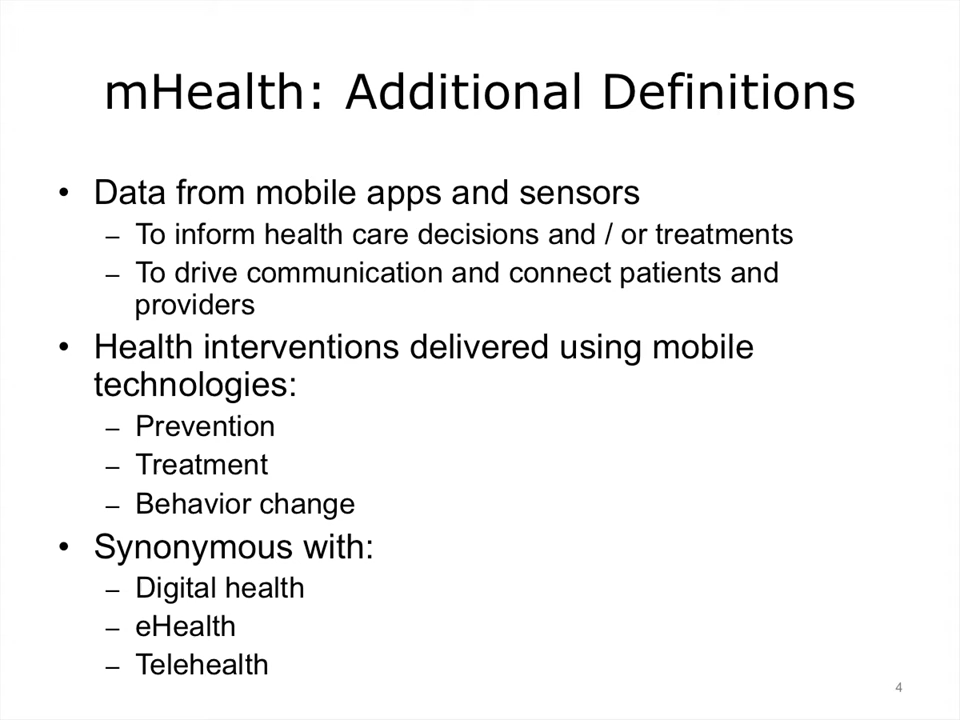 mHealth: Additional Definitions
• Data from mobile apps and sensors
– To inform health care decisions and / or treatments
– To drive communication and connect patients and
providers
• Health interventions delivered using mobile
technologies:
– Prevention
– Treatment
– Behavior change
• Synonymous with:
– Digital health
– eHealth
– Telehealth
4